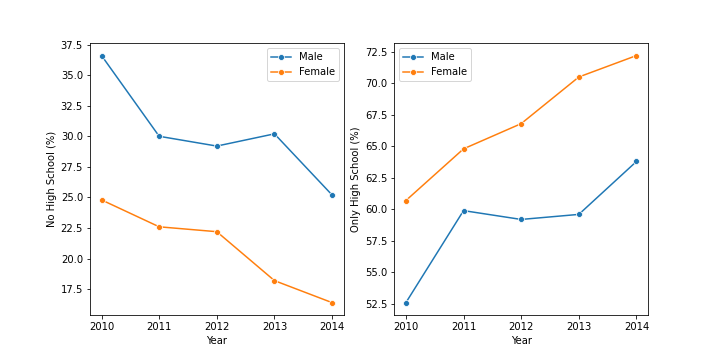 37.5
35.0
32.5
30.0
27.5
25.0
22.5
20.0
17.5
No High School (%)
2010 2011 2012 2013 2014
Year
Male
Female
72.5
70.0
67.5
65.0
62.5
60.0
57.5
55.0
52.5
Only High School (%)
2010 2011 2012 2013 2014
Year
Male
Female